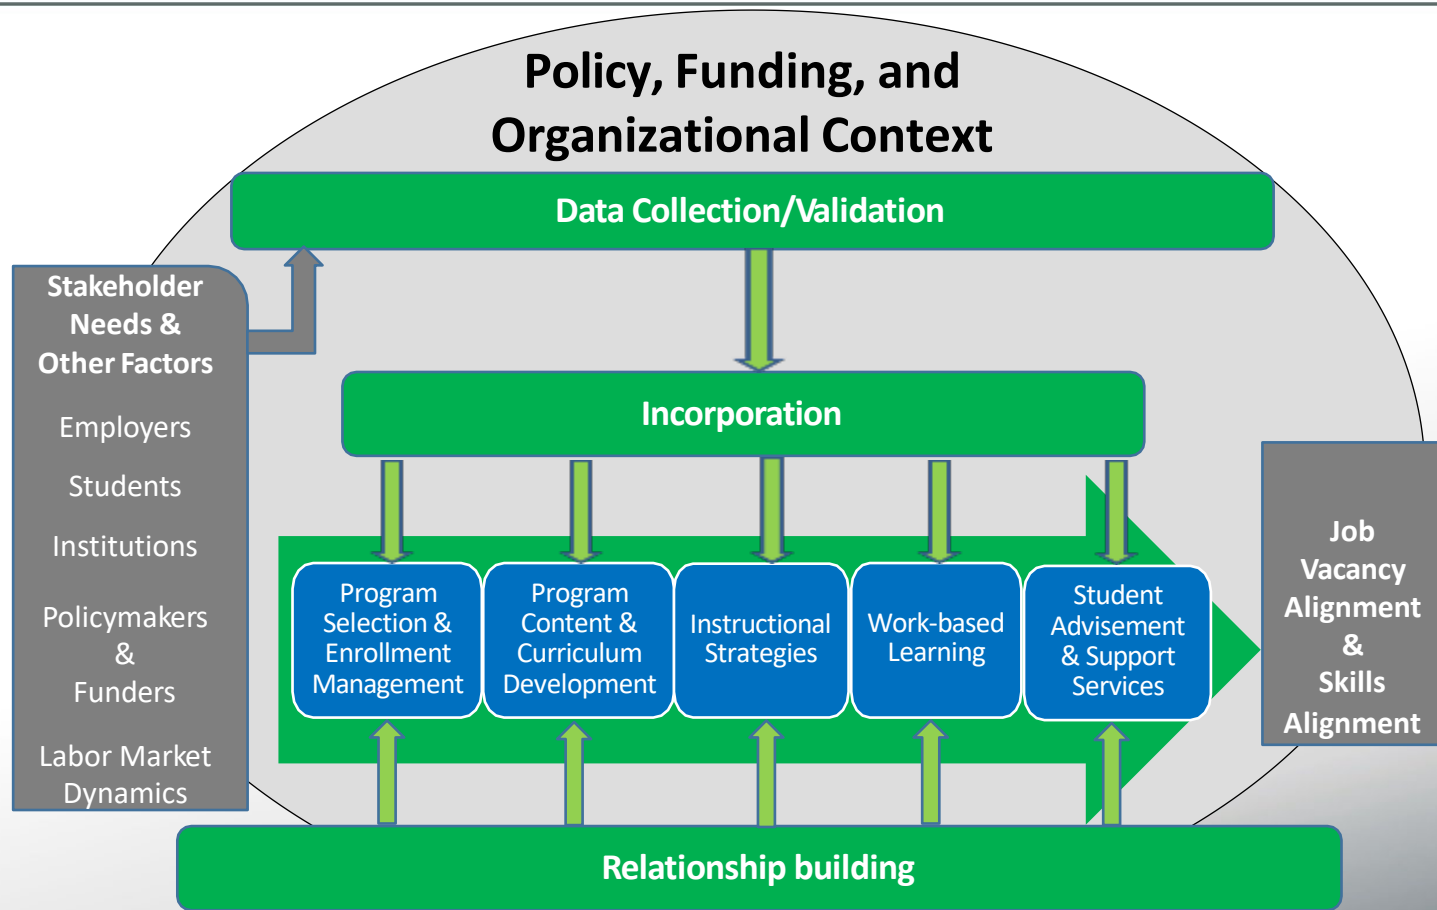 Policy, Funding, and
Organizational Context
Data Collection/Validation
Stakeholder
Needs &
Other Factors
Employers
Students
Institutions
Policymakers
&
Funders
Labor Market
Dynamics
Incorporation
Program
Selection &
Enrollment
Management
Program
Content &
Curriculum
Development
Instructional
Strategies
Work-based
Learning
Student
Advisement
& Support
Services
Job
Vacancy
Alignment
&
Skills
Alignment
Relationship building